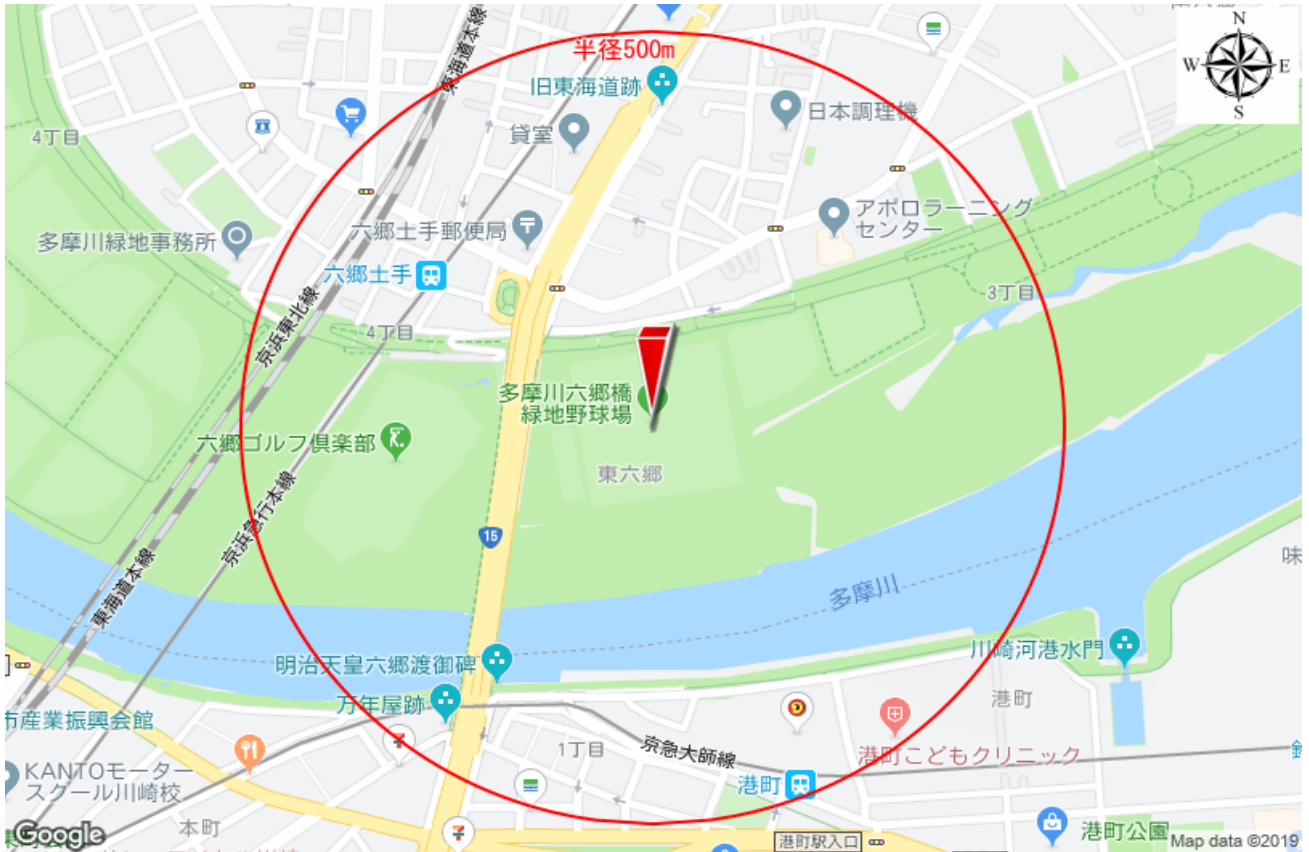 半径500m
N
W
E
S
旧東海道跡
日本調理機
貸室
東海道本線
4丁目
アポロラーニング
センター
六郷土手郵便局
多摩川緑地事務所
六郷土手
3丁目
京浜東北線
4丁目
多摩川六郷橋
緑地野球場
六郷ゴルフ倶楽部
東六郷
京浜急行本線
15
味
東海道本線
多摩川
明治天皇六郷渡御碑
川崎河港水門
万年屋跡
港町
市産業振興会館
1丁目
京急大師線
港町こどもクリニック
KANTOモーター
スクール川崎校
港町
本町
港町公園
Google
港町駅入口
Map data ©2019